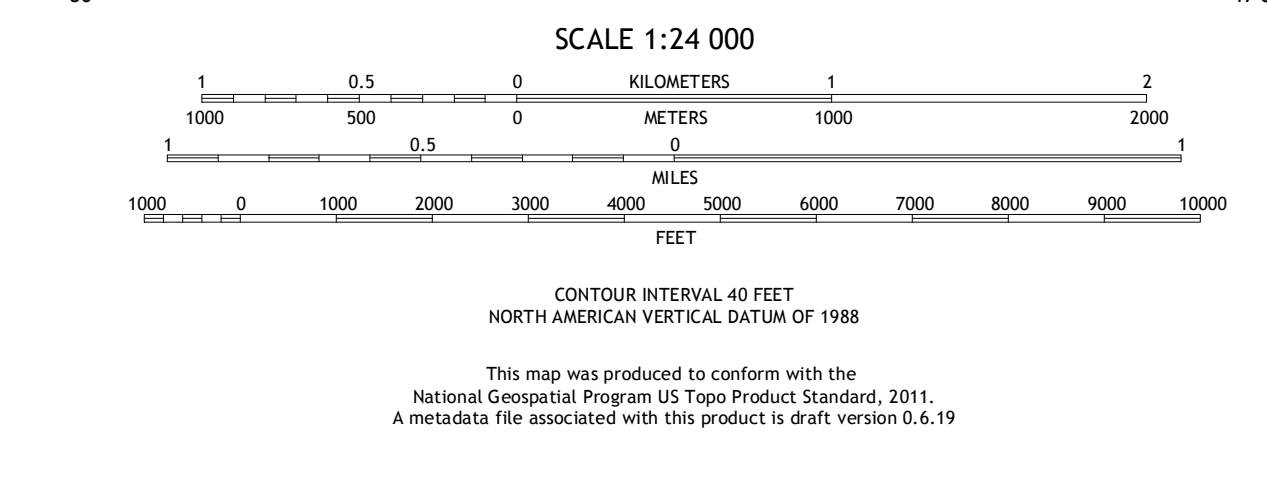 SCALE 1:24 000
1 0.5 0 KILOMETERS 1 2
1000 500 0 METERS 1000 2000
1 0.5 0 1
MILES
1000 0 1000 2000 3000 4000 5000 6000 7000 8000 9000 10000
FEET
CONTOUR INTERVAL 40 FEET
NORTH AMERICAN VERTICAL DATUM OF 1988
This map was produced to conform with the
National Geospatial Program US Topo Product Standard, 2011.
A metadata file associated with this product is draft version 0.6.19